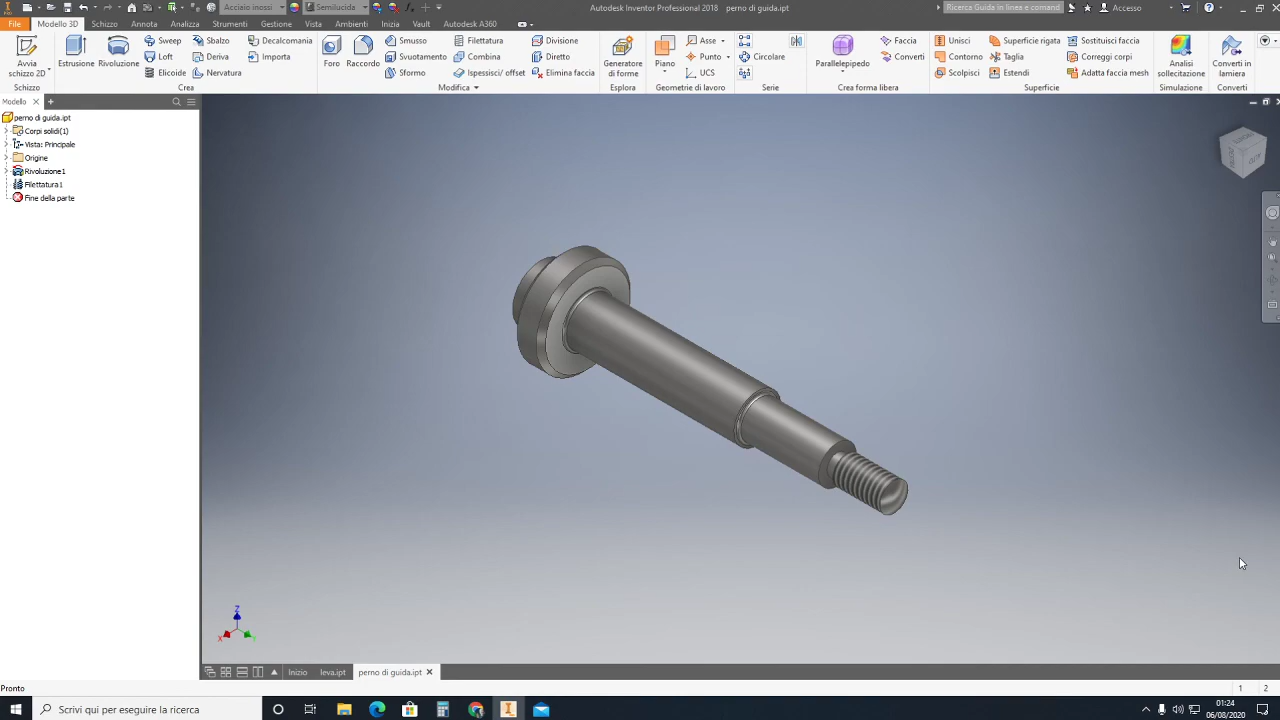 Acciaio inossi
Semilucida
Autodesk Inventor Professional 2018 perno di guida.ipt
Ricerca Guida in linea e comand
Accesso
File Modello 3D Schizzo Annota Analizza Strumenti Gestione Vista Ambienti Inizia Vault Autodesk A360
Avvia
schizzo 2D
Schizzo
Estrusione
Rivoluzione
Sweep
Loft
Elicoide
Sbalzo
Deriva
Nervatura
Decalcomania
Importa
Crea
Foro
Raccordo
Smusso
Svuotamento
Sformo
Filettatura
Combina
Ispessisci/ offset
Divisione
Diretto
Elimina faccia
Modifica
Generatore
di forme
Esplora
Piano
Asse
Punto
UCS
Geometrie di lavoro
Circolare
Serie
Parallelepipedo
Faccia
Converti
Crea forma libera
Unisci
Contorno
Scolpisci
Superficie rigata
Taglia
Estendi
Sostituisci faccia
Correggi corpi
Adatta faccia mesh
Superficie
Analisi
sollecitazione
Simulazione
Converti in
lamiera
Converti
Modello
perno di guida.ipt
Corpi solidi(1)
Vista: Principale
Origine
Rivoluzione1
Filettatura1
Fine della parte
Z
X
Y
Inizio leva.ipt perno di guida.ipt
Pronto
1 2
Scrivi qui per eseguire la ricerca
01:24
06/08/2020